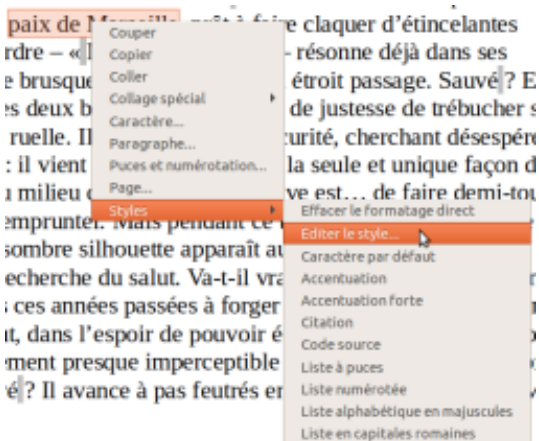 paix de Marseille, prêt à faire claquer d'étincelantes
rdre – « – résonne déjà dans ses
e brusque étroit passage. Sauvé ? E
es deux b de justesse de trébucher s
ruelle. Il curité, cherchant désespére
: il vient la seule et unique façon d
milieu ve est… de faire demi-tou
emprunter. Mais pendant ce
sombre silhouette apparaît au
echerche du salut. Va-t-il vra
ces années passées à forger
ut, dans l'espoir de pouvoir é
ement presque imperceptible
é ? Il avance à pas feutrés en
Couper
Copier
Coller
Collage spécial
Caractère...
Paragraphe...
Puces et numérotation...
Page...
Styles
Effacer le formatage direct
Editer le style...
Caractère par défaut
Accentuation
Accentuation forte
Citation
Code source
Liste à puces
Liste numérotée
Liste alphabétique en majuscules
Liste en capitales romaines